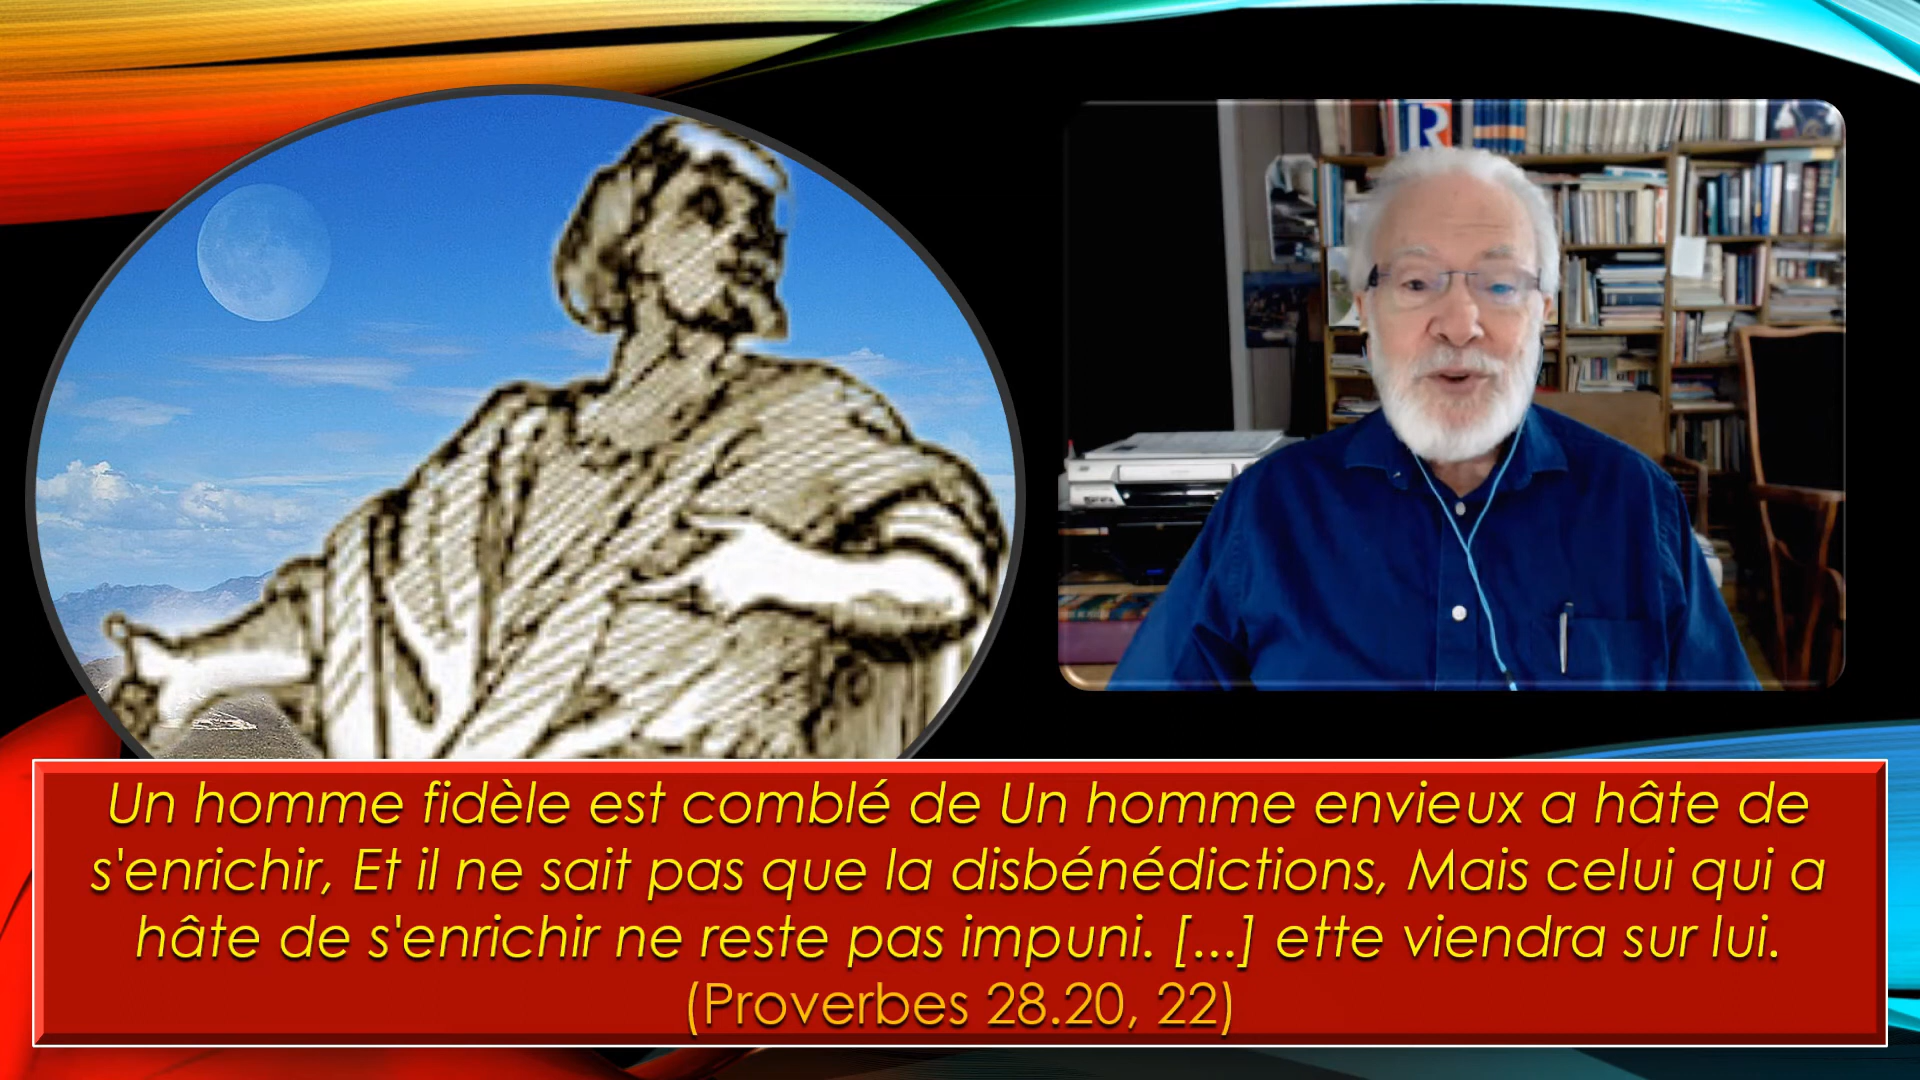 Un homme fidèle est comblé de Un homme envieux a hâte de
s'enrichir, Et il ne sait pas que la disbénédictions, Mais celui qui a
hâte de s'enrichir ne reste pas impuni. [...] ette viendra sur lui.
(Proverbes 28.20, 22)
R